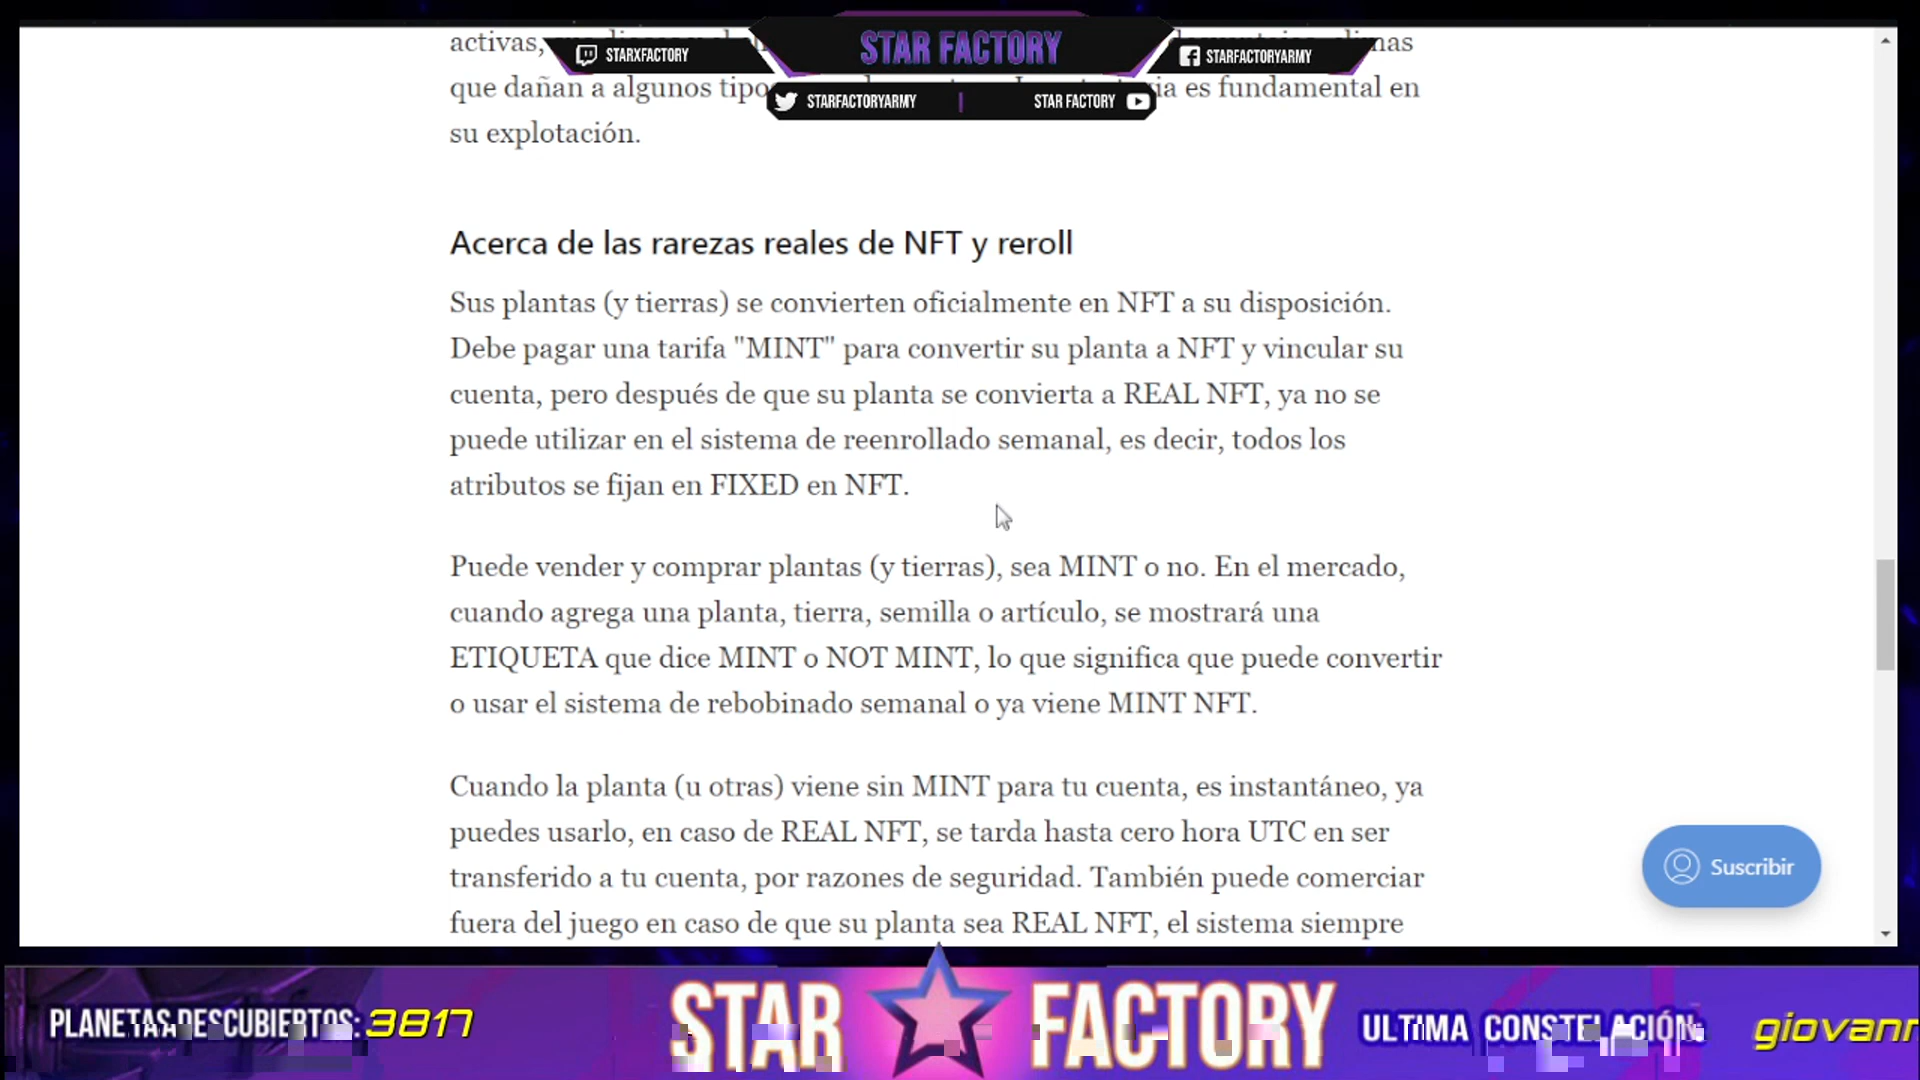 STARXFACTORY
STAR FACTORY
STARFACTORYARMY
STARFACTORYARMY | STAR FACTORY
activas,
que dañan a algunos es fundamental en
su explotación.
Acerca de las rarezas reales de NFT y reroll
Sus plantas (y tierras) se convierten oficialmente en NFT a su disposición.
Debe pagar una tarifa "MINT" para convertir su planta a NFT y vincular su
cuenta, pero después de que su planta se convierta a REAL NFT, ya no se
puede utilizar en el sistema de reenrollado semanal, es decir, todos los
atributos se fijan en FIXED en NFT.
Puede vender y comprar plantas (y tierras), sea MINT o no. En el mercado,
cuando agrega una planta, tierra, semilla o artículo, se mostrará una
ETIQUETA que dice MINT o NOT MINT, lo que significa que puede convertir
o usar el sistema de rebobinado semanal o ya viene MINT NFT.
Cuando la planta (u otras) viene sin MINT para tu cuenta, es instantáneo, ya
puedes usarlo, en caso de REAL NFT, se tarda hasta cero hora UTC en ser
transferido a tu cuenta, por razones de seguridad. También puede comerciar
fuera del juego en caso de que su planta sea REAL NFT, el sistema siempre
Suscribir
PLANETAS DESCUBIERTOS: 3817
STAR FACTORY
ULTIMA CONSTELACIÓN:
giovann